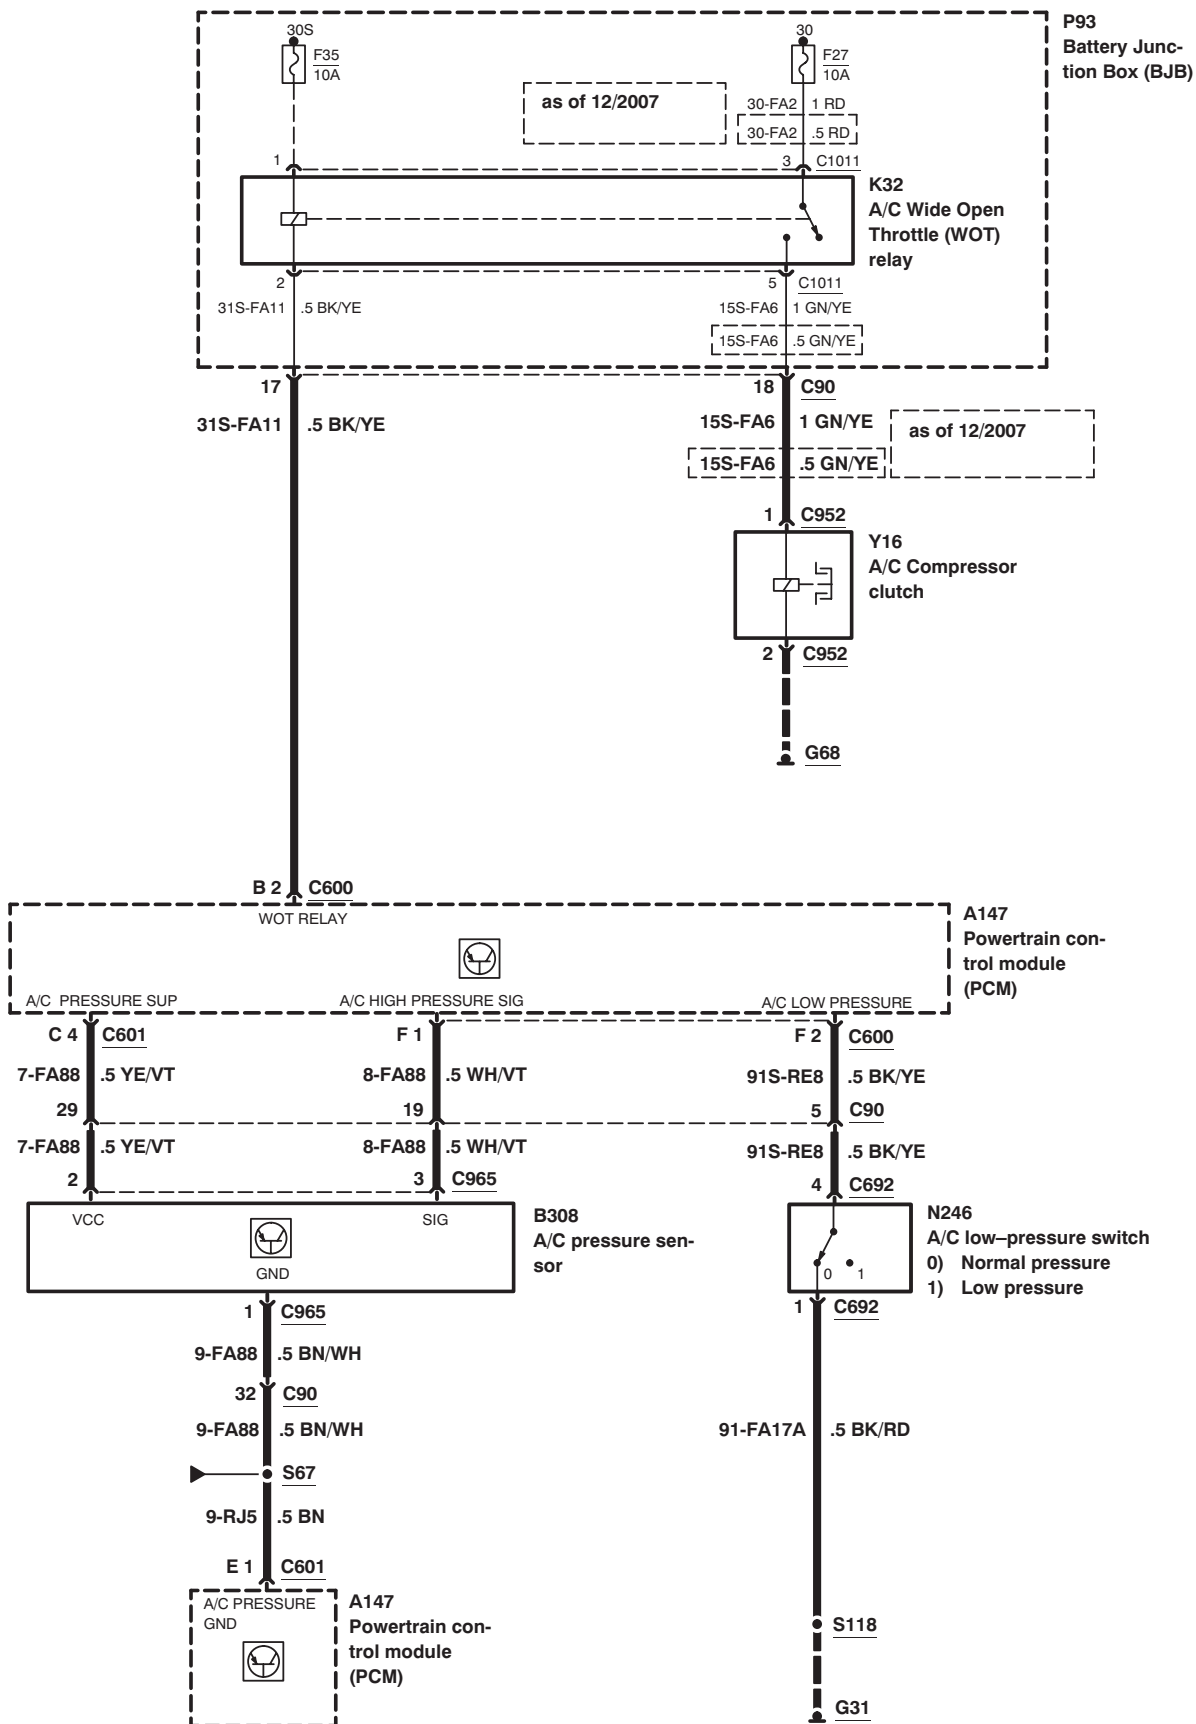 P93
Battery Junc-
tion Box (BJB)
30S
F35
10A
30
F27
10A
as of 12/2007
30-FA2 1 RD
30-FA2 .5 RD
1
3 C1011
K32
A/C Wide Open
Throttle (WOT)
relay
2
5 C1011
31S-FA11 .5 BK/YE
15S-FA6 1 GN/YE
15S-FA6 .5 GN/YE
17
18 C90
31S-FA11 .5 BK/YE
15S-FA6 1 GN/YE
as of 12/2007
15S-FA6 .5 GN/YE
1 C952
Y16
A/C Compressor
clutch
2 C952
G68
B 2 C600
WOT RELAY
A147
Powertrain con-
trol module
(PCM)
A/C PRESSURE SUP
A/C HIGH PRESSURE SIG
A/C LOW PRESSURE
C 4 C601
F 1
F 2 C600
7-FA88 .5 YE/VT
8-FA88 .5 WH/VT
91S-RE8 .5 BK/YE
29
19
5 C90
7-FA88 .5 YE/VT
8-FA88 .5 WH/VT
91S-RE8 .5 BK/YE
2
3 C965
4 C692
VCC
SIG
GND
B308
A/C pressure sen-
sor
N246
A/C low–pressure switch
0) Normal pressure
1) Low pressure
0 1
1 C965
1 C692
9-FA88 .5 BN/WH
32 C90
9-FA88 .5 BN/WH
91-FA17A .5 BK/RD
S67
9-RJ5 .5 BN
E 1 C601
A/C PRESSURE
GND
A147
Powertrain con-
trol module
(PCM)
S118
G31